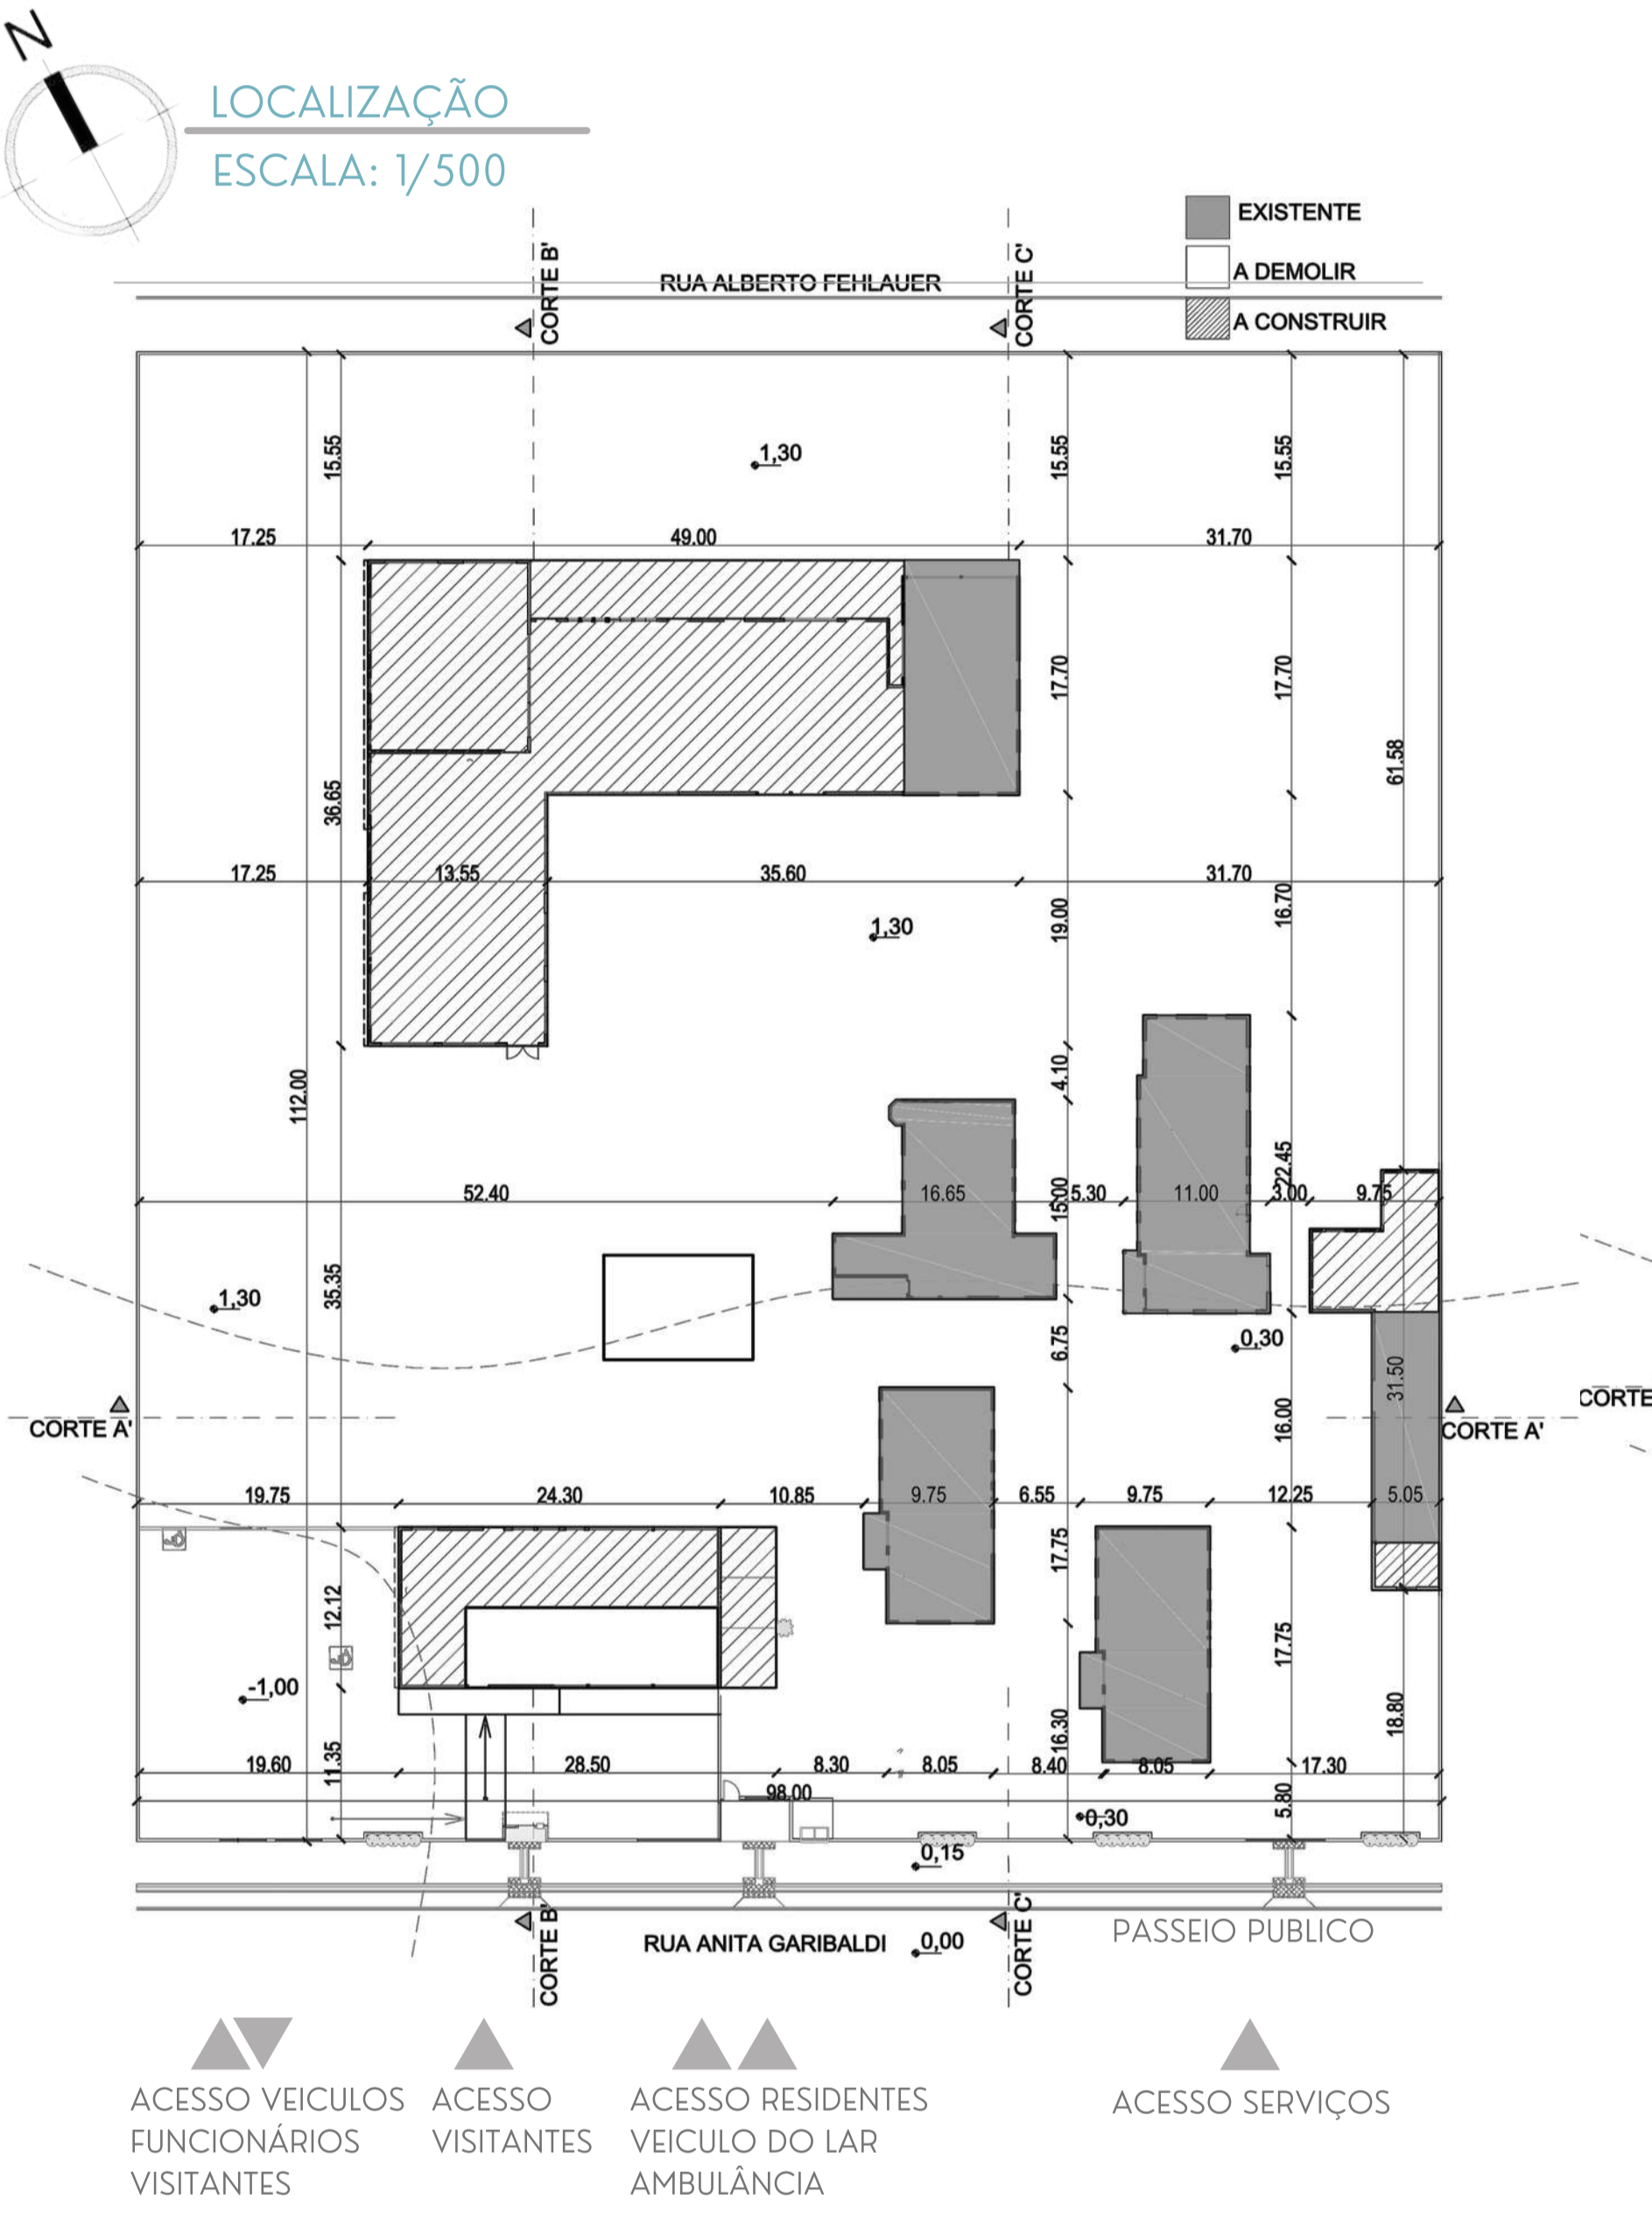 N
LOCALIZAÇÃO
ESCALA: 1/500
EXISTENTE
A DEMOLIR
A CONSTRUIR
CORTE B'
RUA ALBERTO FEHLAUER
CORTE C'
15.55
1,30
15.55
15.55
17.25
49.00
31.70
17.70
17.70
61.58
36.65
17.25
13.55
35.60
31.70
16.70
19.00
1,30
112.00
4.10
22.45
52.40
16.65
15.00
5.30
11.00
3.00
9.75
35.35
1,30
6.75
0,30
31.50
16.00
CORTE A'
CORTE A'
CORTE
19.75
24.30
10.85
9.75
6.55
9.75
12.25
5.05
17.75
12.12
17.75
-1,00
18.80
16.30
11.35
19.60
28.50
8.30
8.05
8.40
8.05
17.30
98.00
5.80
0,30
0,15
PASSEIO PUBLICO
CORTE B'
RUA ANITA GARIBALDI
0,00
CORTE C'
ACESSO VEICULOS
FUNCIONÁRIOS
VISITANTES
ACESSO
VISITANTES
ACESSO RESIDENTES
VEICULO DO LAR
AMBULÂNCIA
ACESSO SERVIÇOS